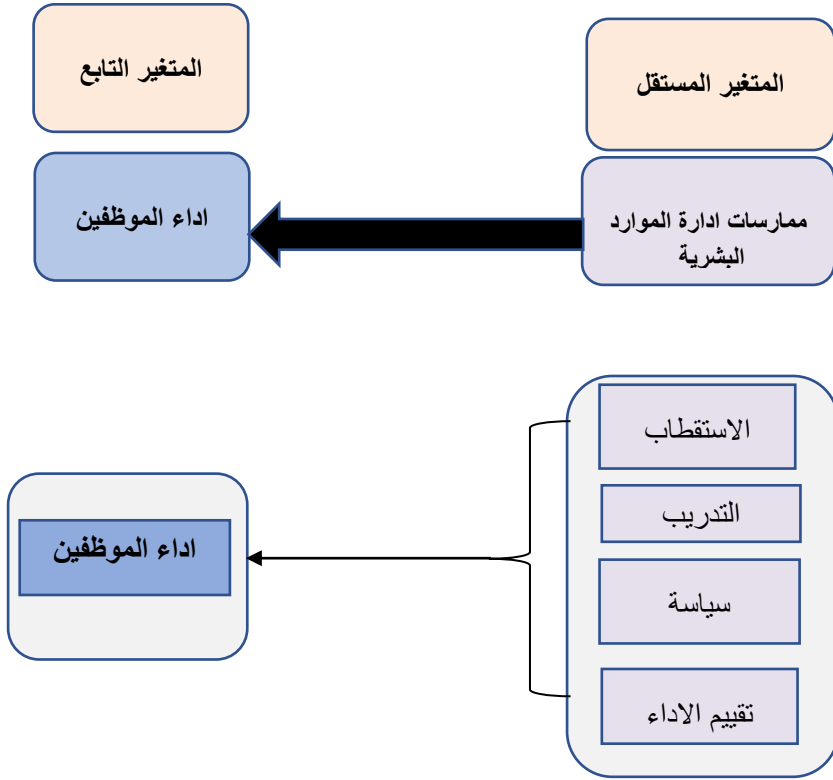 المتغير المستقل
المتغير التابع
ممارسات ادارة الموارد
البشرية
اداء الموظفين
الاستقطاب
التدريب
سياسة
تقييم الاداء
اداء الموظفين